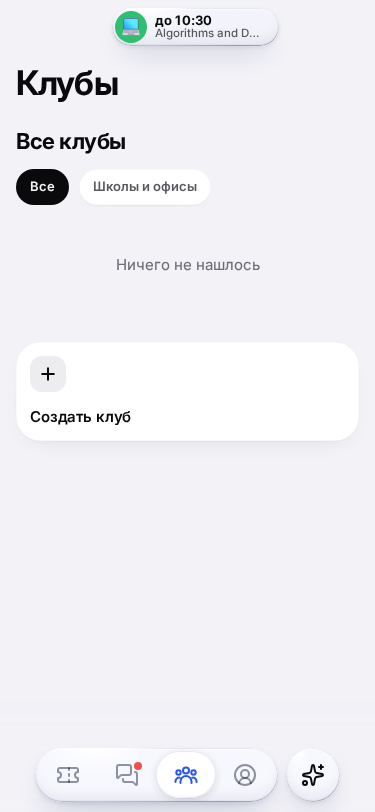 до 10:30
Algorithms and D...
Клубы
Все клубы
Все
Школы и офисы
Ничего не нашлось
Создать клуб